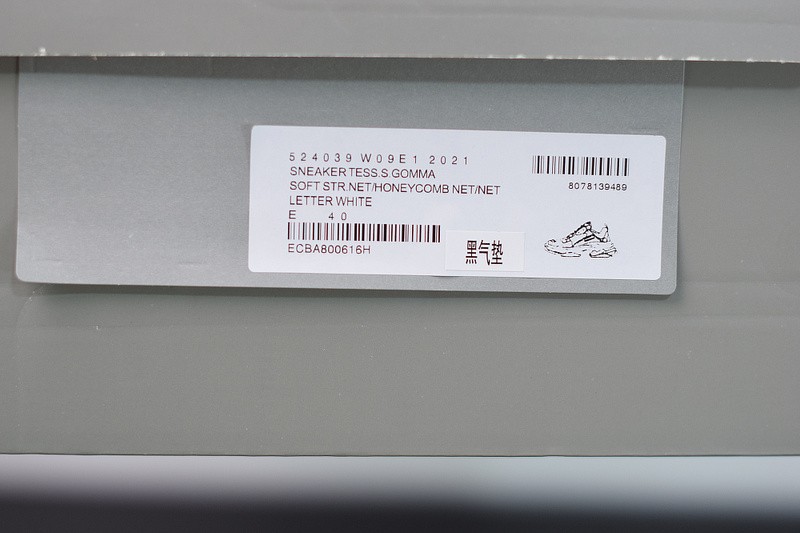 524039 W09E1 2021
SNEAKER TESS.S.GOMMA
SOFT STR.NET/HONEYCOMB NET/NET
LETTER WHITE
E 40
ECBA800616H
8078139489
黑气垫